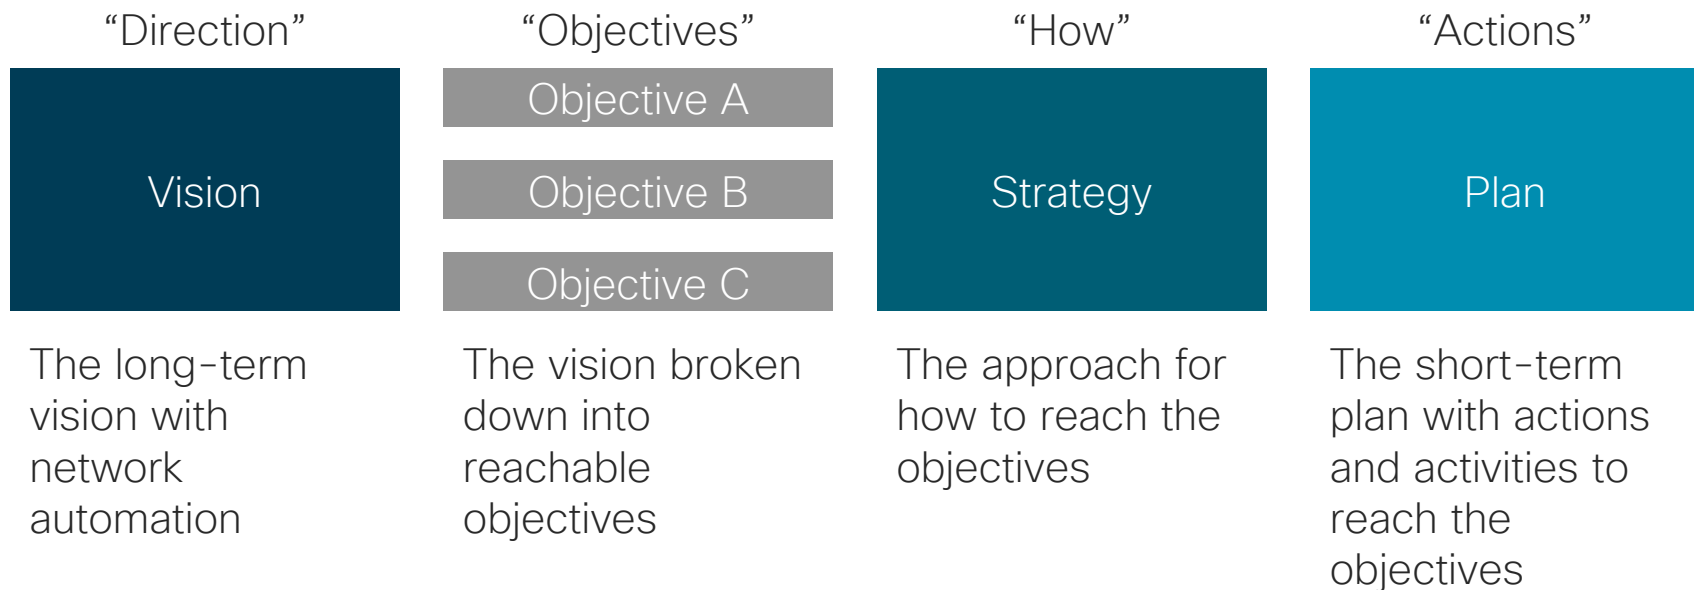 “Direction”
“Objectives”
“How”
“Actions”
Vision
Objective A
Objective B
Objective C
Strategy
Plan
The long-term
vision with
network
automation
The vision broken
down into
reachable
objectives
The approach for
how to reach the
objectives
The short-term
plan with actions
and activities to
reach the
objectives